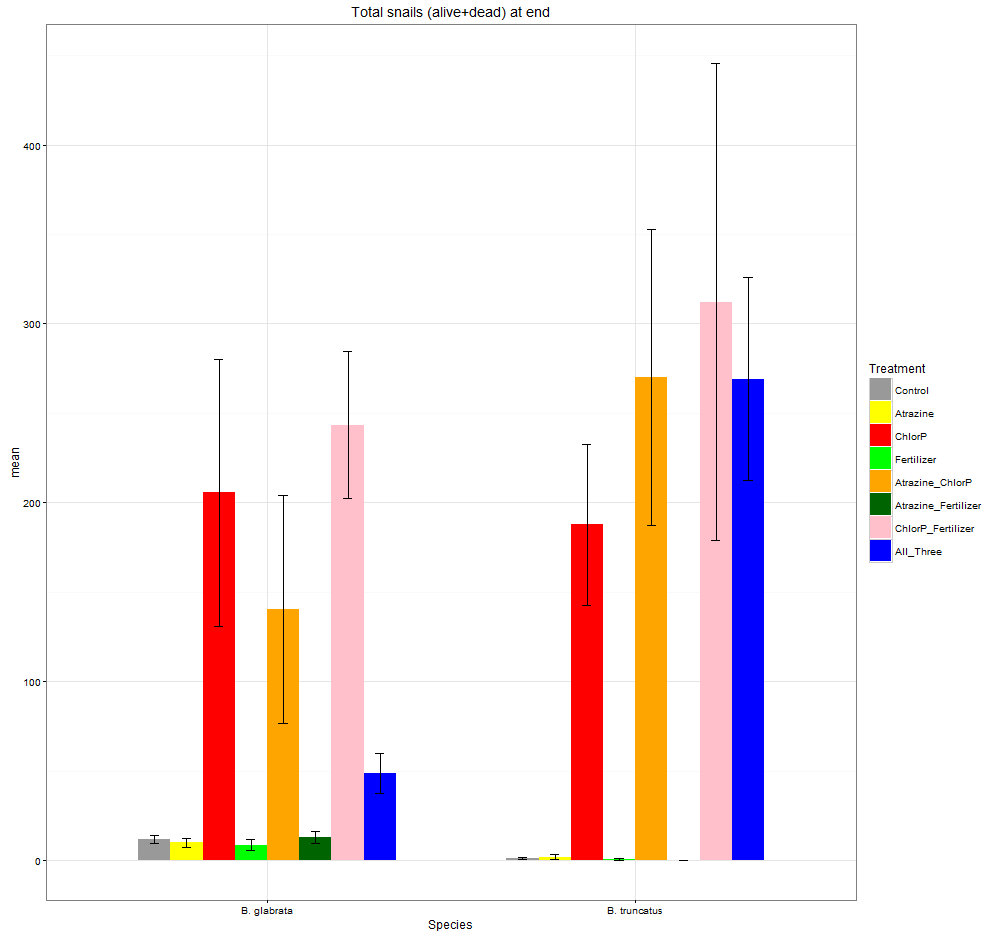 Total snails (alive+dead) at end
400
300
200
100
0
mean
B. glabrata
B. truncatus
Species
Treatment
Control
Atrazine
ChlorP
Fertilizer
Atrazine_ChlorP
Atrazine_Fertilizer
ChlorP_Fertilizer
All_Three